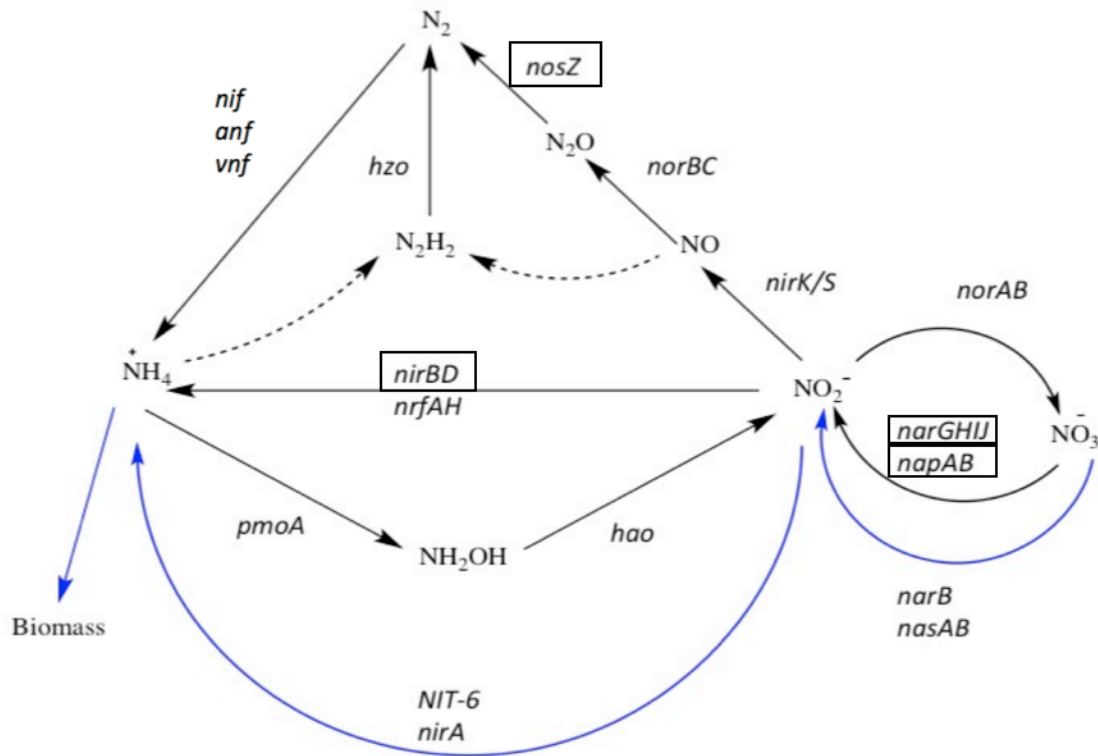 N₂
nosZ
nif
anf
vnf
N₂O
hzo
norBC
N₂H₂
NO
nirK/S
norAB
NH₄⁺
nirBD
nrfAH
NO₂⁻
narGHIJ
napAB
NO₃⁻
pmoA
hao
NH₂OH
Biomass
narB
nasAB
NIT-6
nirA